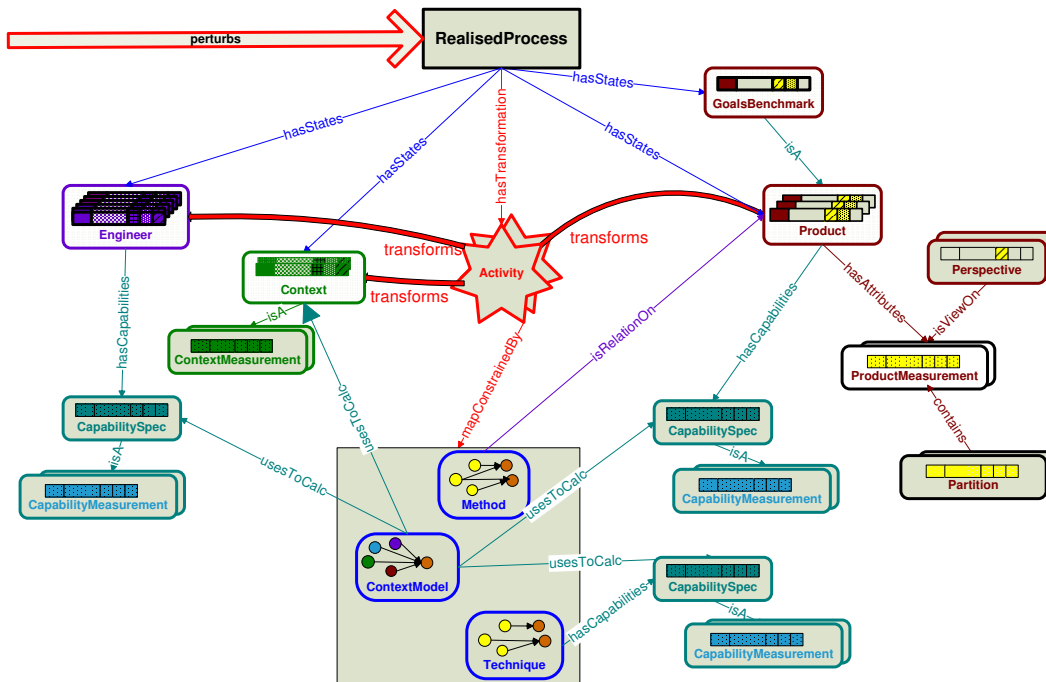 perturbs
RealisedProcess
hasStates
GoalsBenchmark
hasStates
hasStates
hasTransformation
hasStates
isA
Engineer
Product
transforms
transforms
Activity
Perspective
Context
transforms
hasAttributes
isViewOn
isA
ContextMeasurement
hasCapabilities
isRelationOn
hasCapabilities
mapConstrainedBy
ProductMeasurement
usesToCalc
contains
CapabilitySpec
CapabilitySpec
isA
usesToCalc
isA
usesToCalc
CapabilityMeasurement
CapabilityMeasurement
Partition
Method
usesToCalc
ContextModel
CapabilitySpec
hasCapabilities
isA
Technique
CapabilityMeasurement